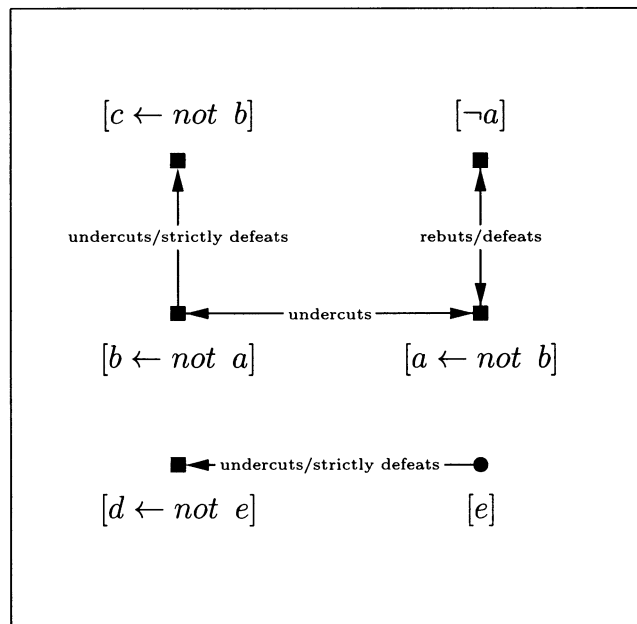 [c ← not b] [¬a]
undercuts/strictly defeats rebuts/defeats
undercuts
[b ← not a] [a ← not b]
undercuts/strictly defeats
[d ← not e] [e]